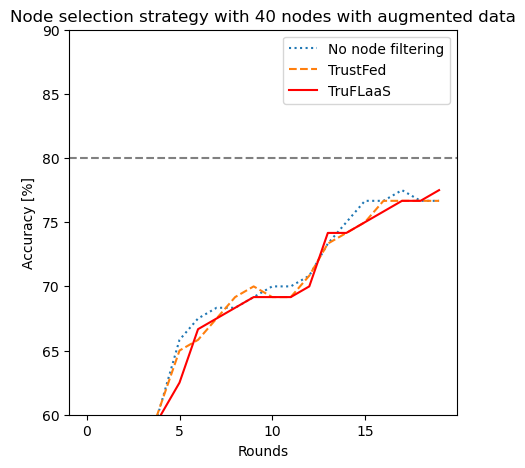 Node selection strategy with 40 nodes with augmented data
90
85
80
75
70
65
60
Accuracy [%]
No node filtering
TrustFed
TruFLaaS
0 5 10 15
Rounds